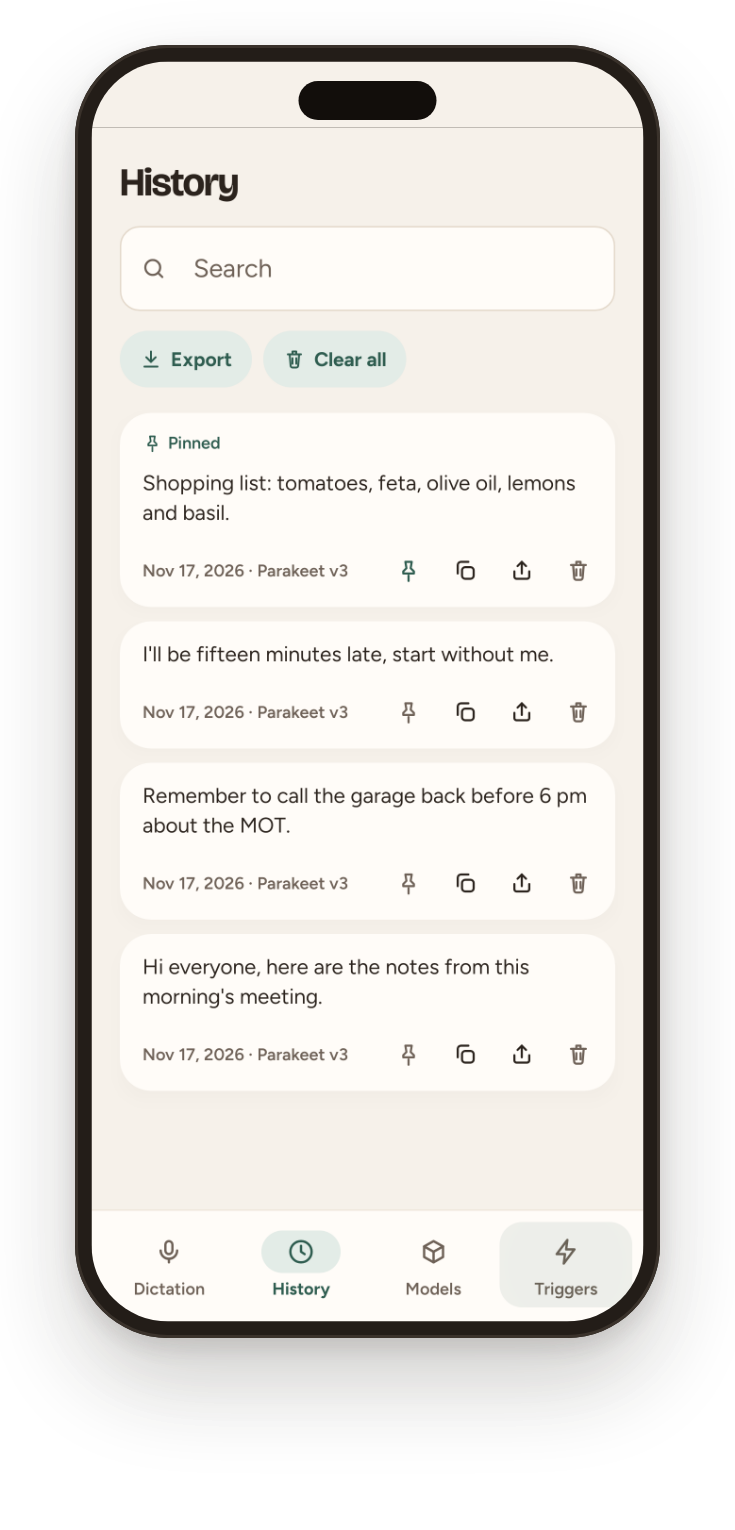 History
Search
Export
Clear all
Pinned
Shopping list: tomatoes, feta, olive oil, lemons
and basil.
Nov 17, 2026 · Parakeet v3
I'll be fifteen minutes late, start without me.
Nov 17, 2026 · Parakeet v3
Remember to call the garage back before 6 pm
about the MOT.
Nov 17, 2026 · Parakeet v3
Hi everyone, here are the notes from this
morning's meeting.
Nov 17, 2026 · Parakeet v3
Dictation
History
Models
Triggers